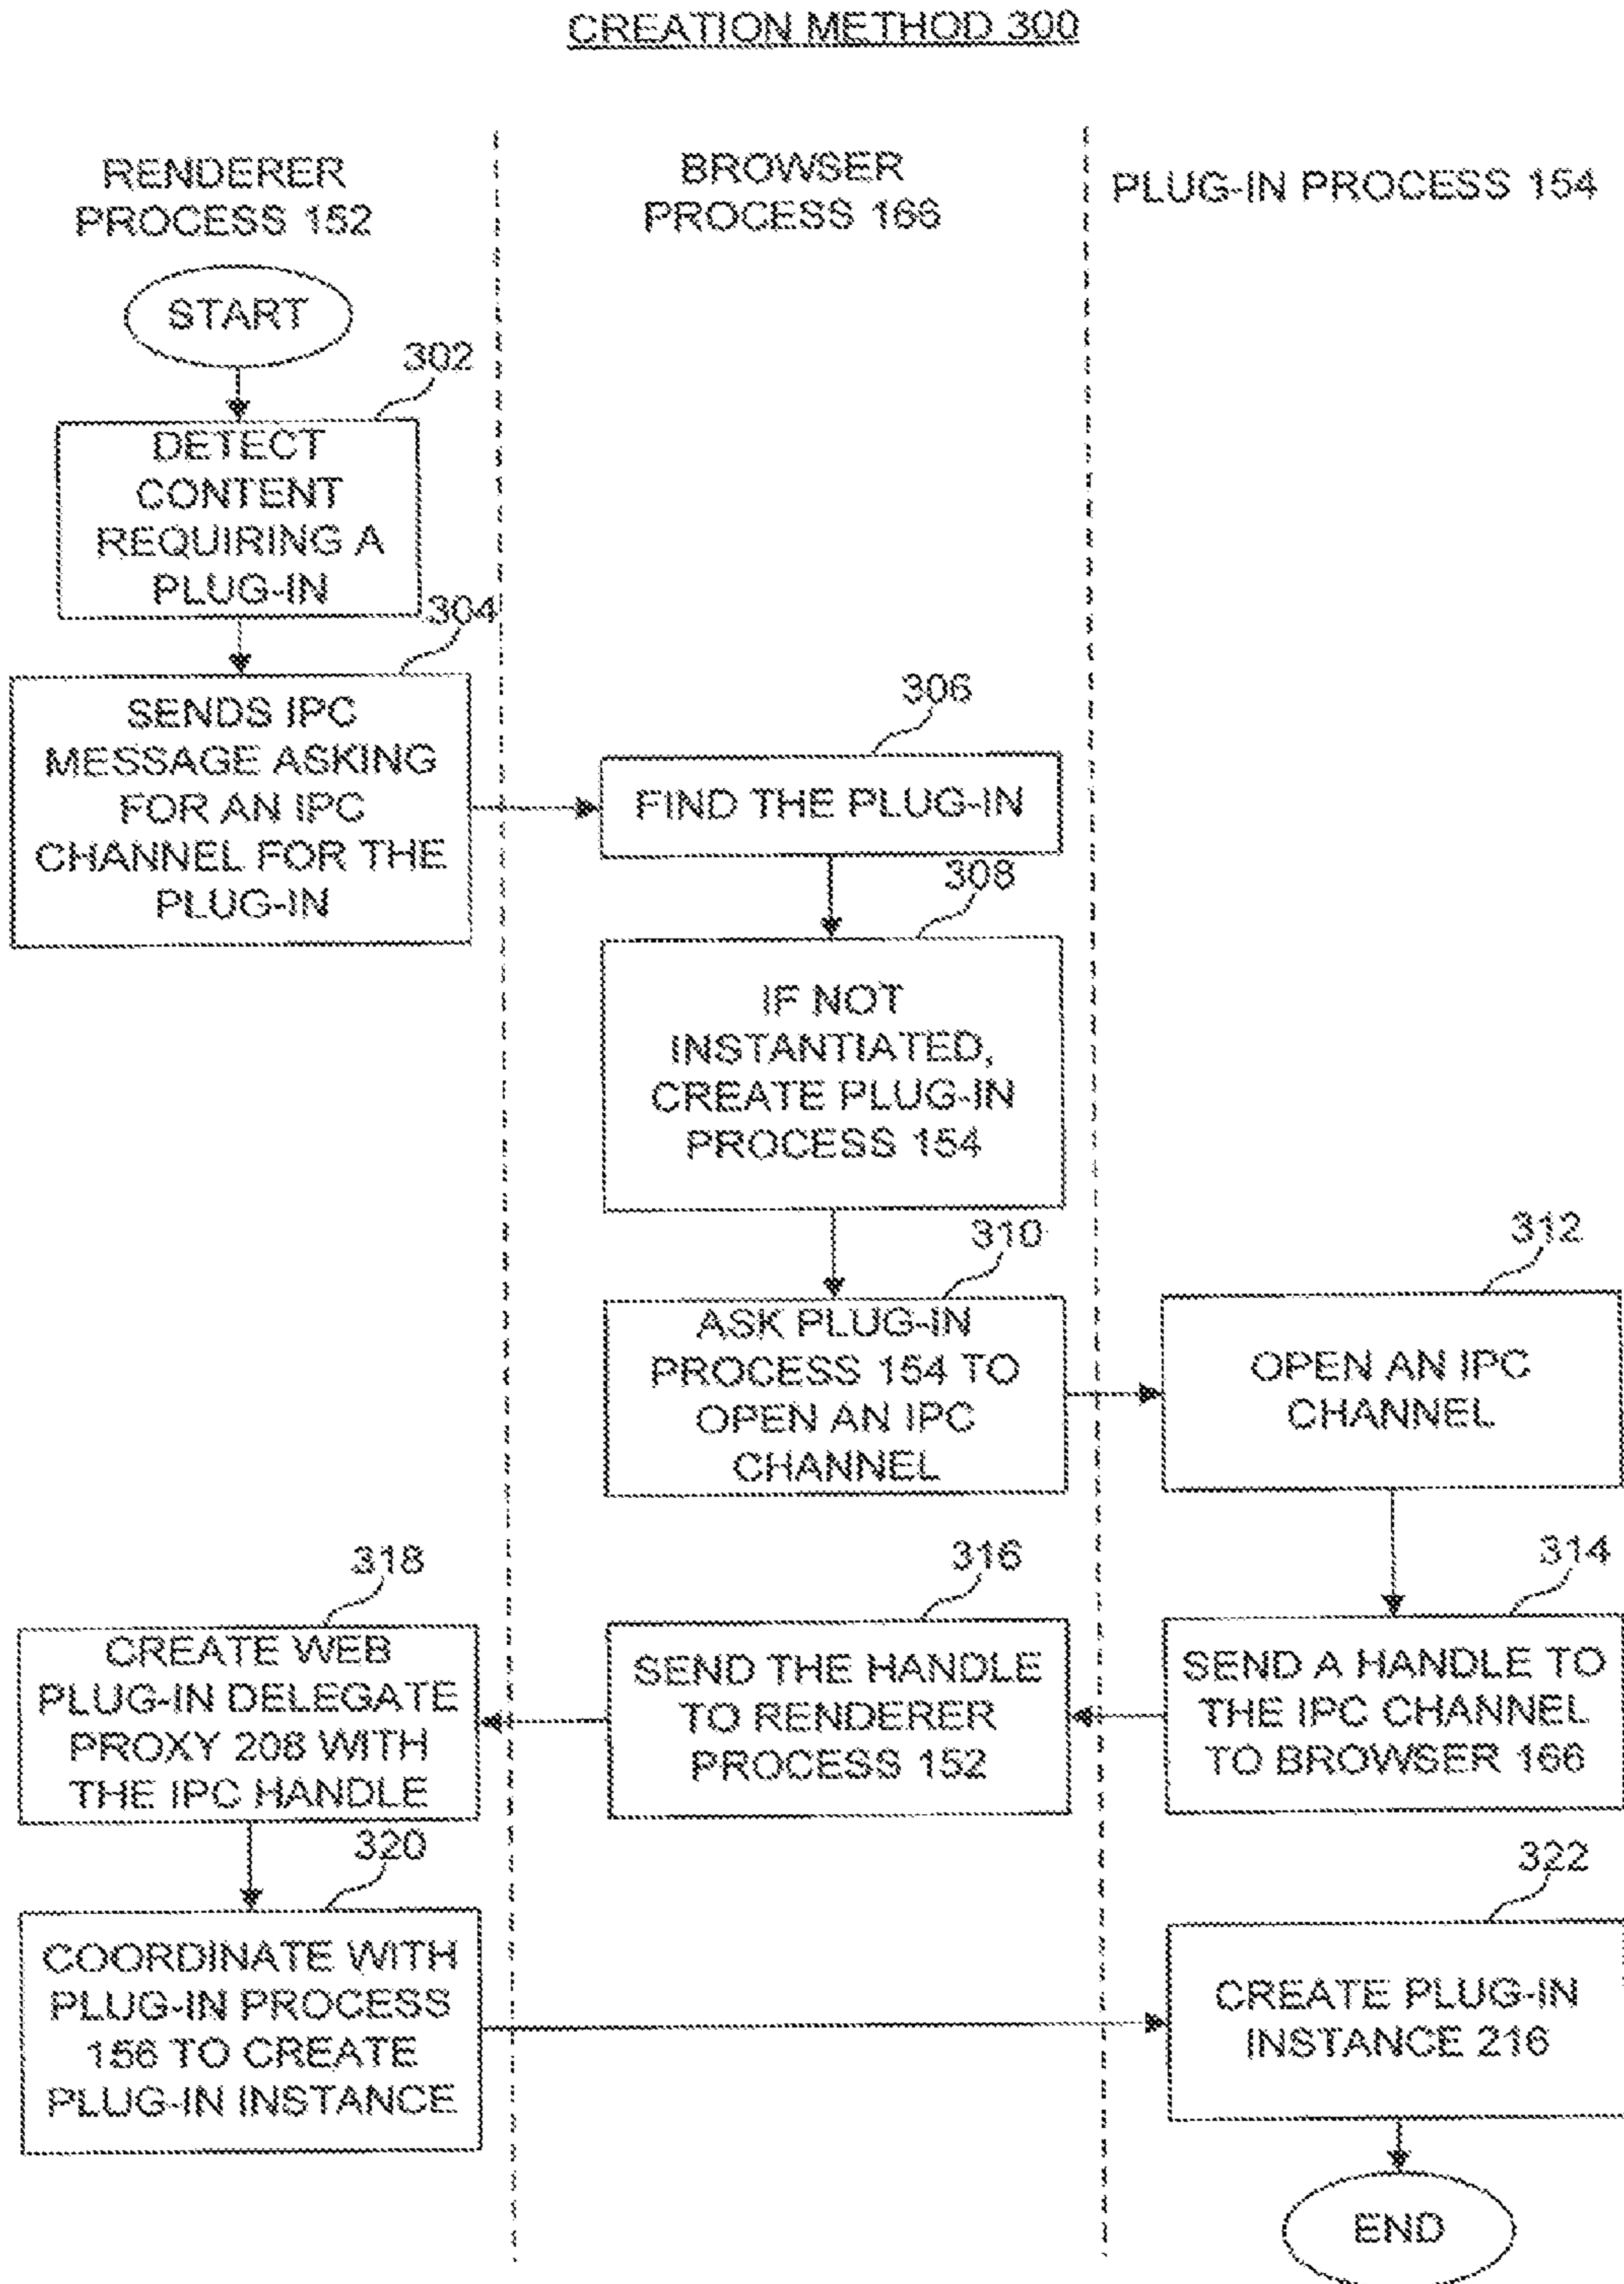 CREATION METHOD 300
RENDERER
PROCESS 152
BROWSER
PROCESS 166
PLUG-IN PROCESS 154
START
302
DETECT
CONTENT
REQUIRING A
PLUG-IN
304
SENDS IPC
MESSAGE ASKING
FOR AN IPC
CHANNEL FOR THE
PLUG-IN
306
FIND THE PLUG-IN
308
IF NOT
INSTANTIATED,
CREATE PLUG-IN
PROCESS 154
310
ASK PLUG-IN
PROCESS 154 TO
OPEN AN IPC
CHANNEL
312
OPEN AN IPC
CHANNEL
314
SEND A HANDLE TO
THE IPC CHANNEL
TO BROWSER 166
316
SEND THE HANDLE
TO RENDERER
PROCESS 152
318
CREATE WEB
PLUG-IN DELEGATE
PROXY 208 WITH
THE IPC HANDLE
320
COORDINATE WITH
PLUG-IN PROCESS
156 TO CREATE
PLUG-IN INSTANCE
322
CREATE PLUG-IN
INSTANCE 216
END